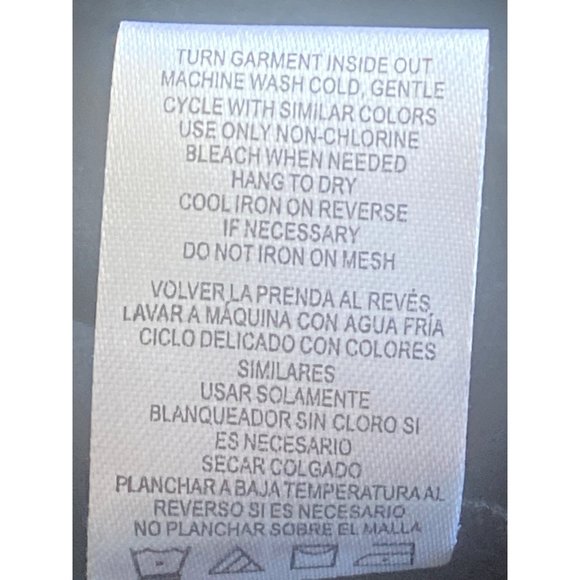 TURN GARMENT INSIDE OUT
MACHINE WASH COLD, GENTLE
CYCLE WITH SIMILAR COLORS
USE ONLY NON-CHLORINE
BLEACH WHEN NEEDED
HANG TO DRY
COOL IRON ON REVERSE
IF NECESSARY
DO NOT IRON ON MESH
VOLVER LA PRENDA AL REVÉS,
LAVAR A MÁQUINA CON AGUA FRÍA
CICLO DELICADO CON COLORES
SIMILARES
USAR SOLAMENTE
BLANQUEADOR SIN CLORO SI
ES NECESARIO
SECAR COLGADO
PLANCHAR A BAJA TEMPERATURA AL
REVERSO SI ES NECESARIO
NO PLANCHAR SOBRE EL MALLA